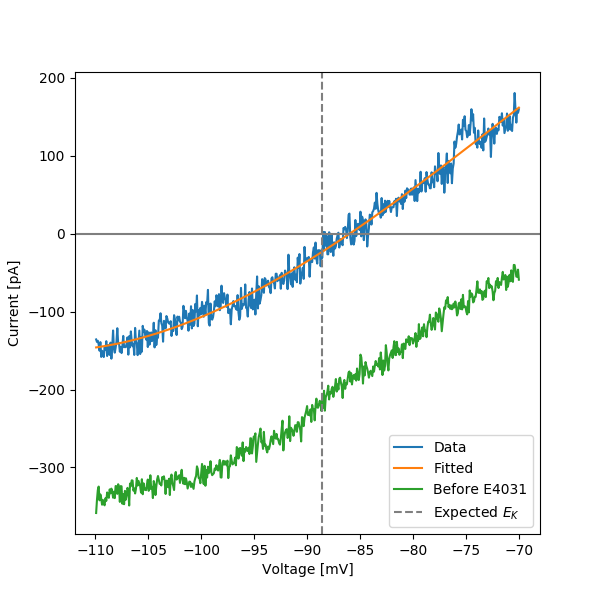 200
100
0
−100
−200
−300
Current [pA]
Data
Fitted
Before E4031
Expected E_K
−110 −105 −100 −95 −90 −85 −80 −75 −70
Voltage [mV]